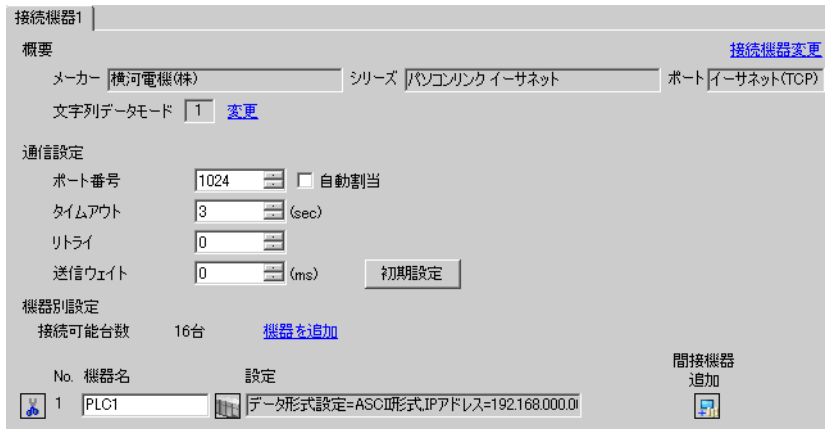 接続機器1
概要
接続機器変更
メーカー 横河電機(株) シリーズ パソコンリンク イーサネット ポート イーサネット(TCP)
文字列データモード 1 変更
通信設定
ポート番号 1024 自動割当
タイムアウト 3 (sec)
リトライ 0
送信ウェイト 0 (ms) 初期設定
機器別設定
接続可能台数 16台 機器を追加
間接機器
No. 機器名 設定 追加
1 PLC1 データ形式設定=ASCII形式,IPアドレス=192.168.000.0